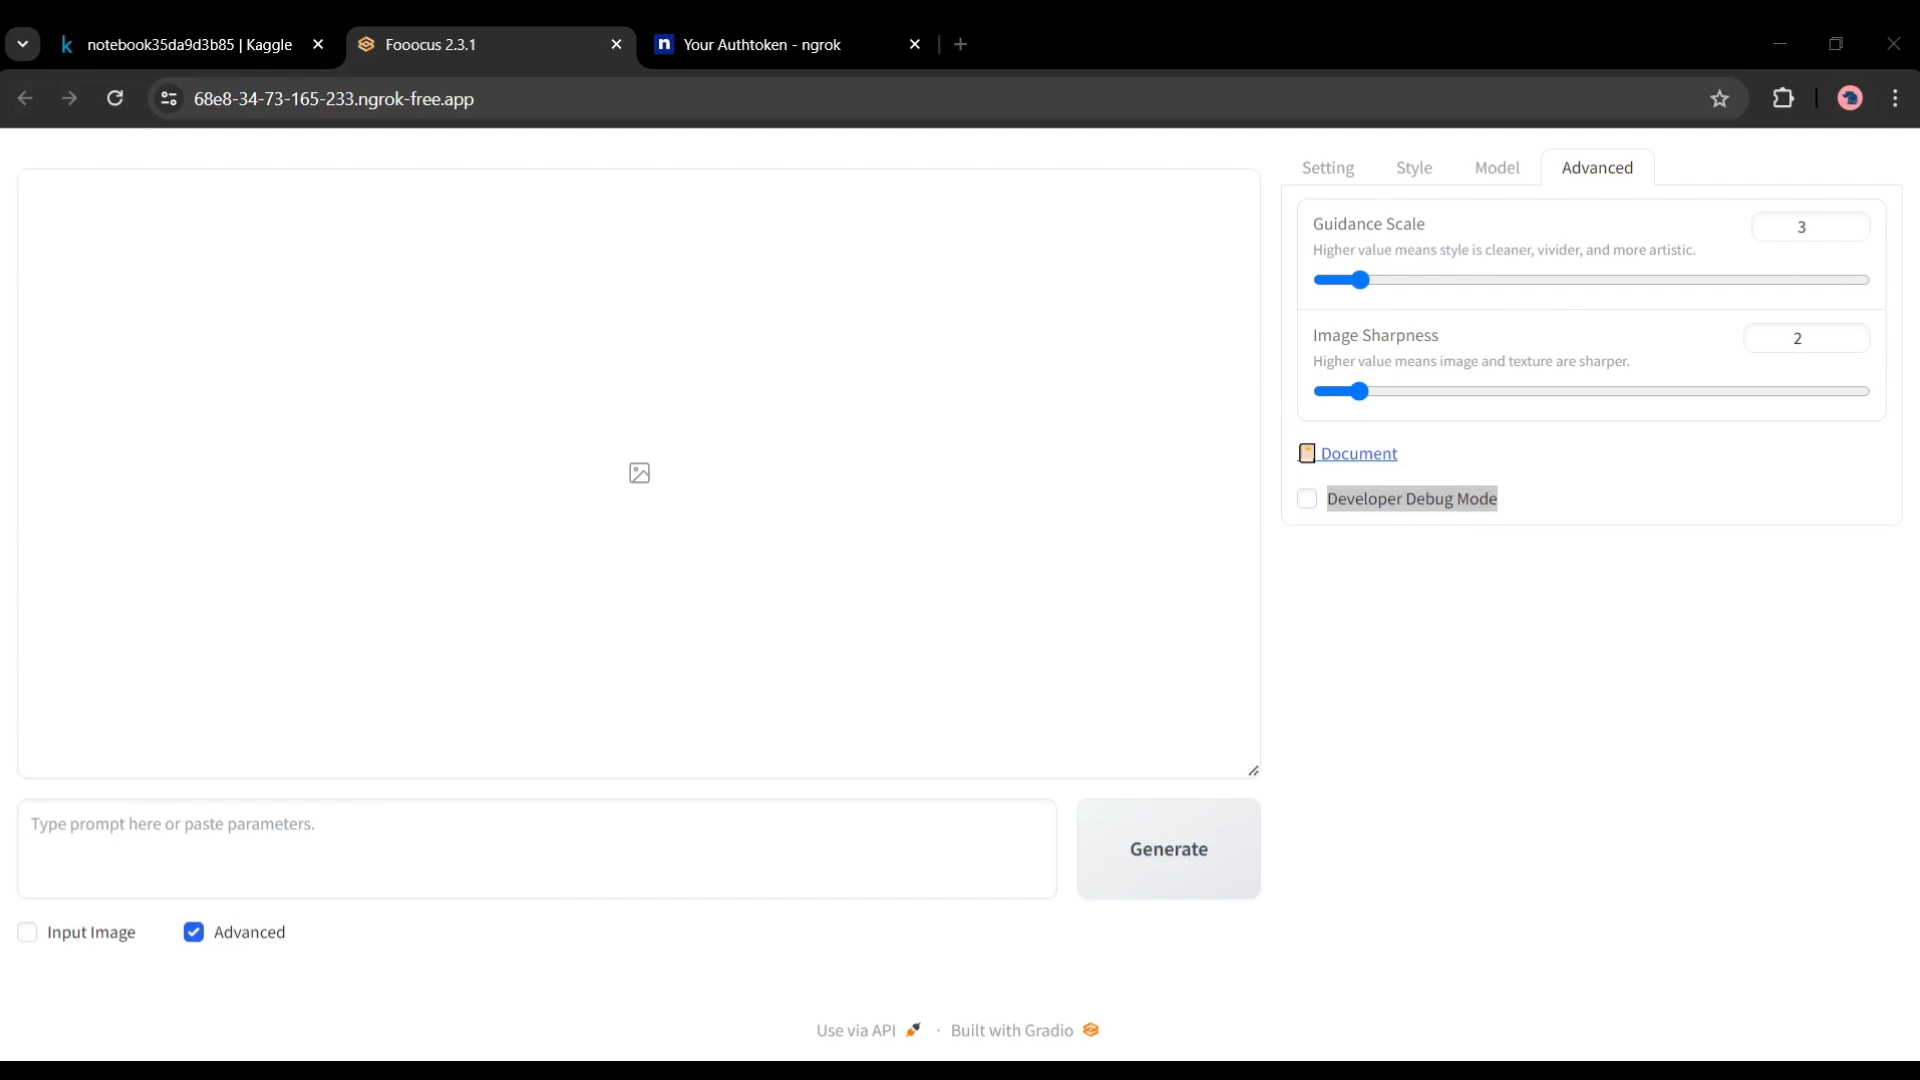 notebook35da9d3b85 | Kaggle
Fooocus 2.3.1
n Your Authtoken - ngrok
68e8-34-73-165-233.ngrok-free.app
Setting Style Model Advanced
Guidance Scale 3
Higher value means style is cleaner, vivider, and more artistic.
Image Sharpness 2
Higher value means image and texture are sharper.
Document
Developer Debug Mode
Type prompt here or paste parameters.
Generate
Input Image Advanced
Use via API · Built with Gradio